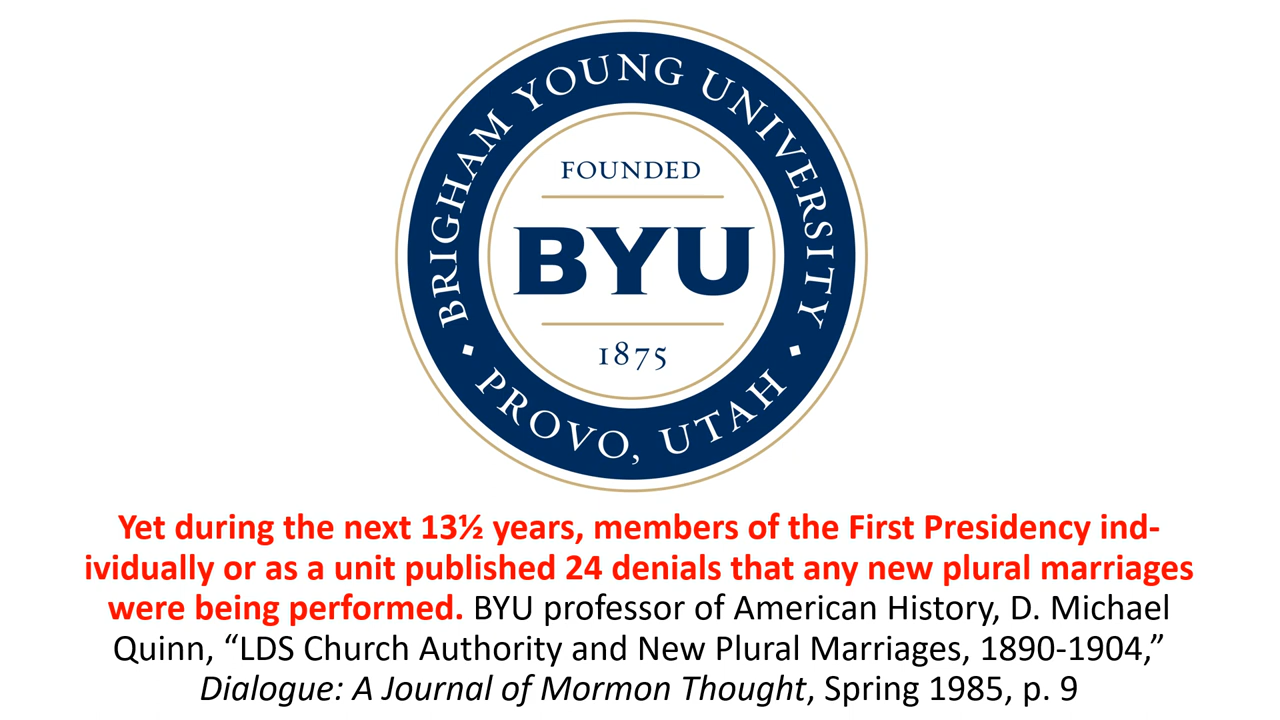 BRIGHAM YOUNG UNIVERSITY
FOUNDED
BYU
1875
• PROVO, UTAH •
Yet during the next 13½ years, members of the First Presidency ind-
ividually or as a unit published 24 denials that any new plural marriages
were being performed. BYU professor of American History, D. Michael
Quinn, “LDS Church Authority and New Plural Marriages, 1890-1904,”
Dialogue: A Journal of Mormon Thought, Spring 1985, p. 9